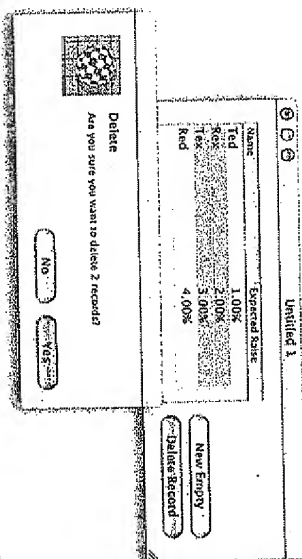 Untitled 1
Name Expected Raise
Ted 1.00%
Rex 2.00%
Tex 3.00%
Red 4.00%
New Empty
Delete Record
Delete
Are you sure you want to delete 2 records?
No Yes